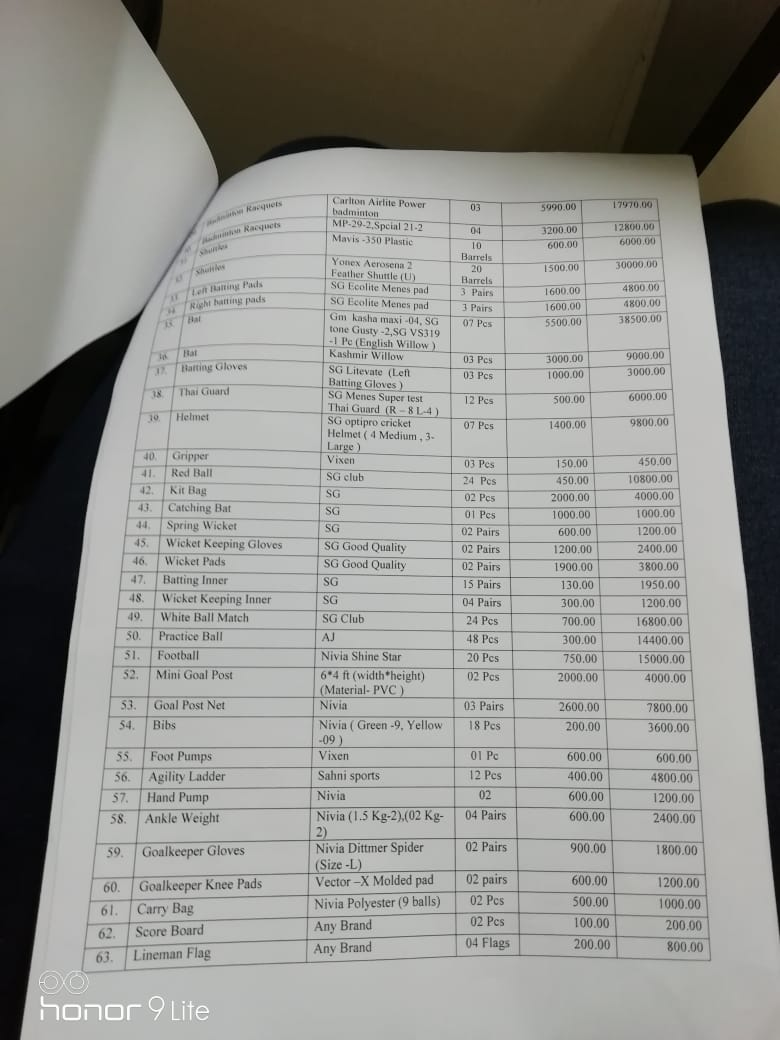 Badminton Racquets Carlton Airlite Power badminton 03 5990.00 17970.00
Badminton Racquets MP-29-2,Spcial 21-2 04 3200.00 12800.00
Shuttles Mavis -350 Plastic 10 Barrels 600.00 6000.00
Shuttles Yonex Aerosena 2 Feather Shuttle (U) 20 Barrels 1500.00 30000.00
33. Left Batting Pads SG Ecolite Menes pad 3 Pairs 1600.00 4800.00
34. Right batting pads SG Ecolite Menes pad 3 Pairs 1600.00 4800.00
35. Bat Gm kasha maxi -04, SG tone Gusty -2,SG VS319 -1 Pc (English Willow ) 07 Pcs 5500.00 38500.00
36. Bat Kashmir Willow 03 Pcs 3000.00 9000.00
37. Batting Gloves SG Litevate (Left Batting Gloves ) 03 Pcs 1000.00 3000.00
38. Thai Guard SG Menes Super test Thai Guard (R – 8 L-4 ) 12 Pcs 500.00 6000.00
39. Helmet SG optipro cricket Helmet ( 4 Medium , 3- Large ) 07 Pcs 1400.00 9800.00
40. Gripper Vixen 03 Pcs 150.00 450.00
41. Red Ball SG club 24 Pcs 450.00 10800.00
42. Kit Bag SG 02 Pcs 2000.00 4000.00
43. Catching Bat SG 01 Pcs 1000.00 1000.00
44. Spring Wicket SG 02 Pairs 600.00 1200.00
45. Wicket Keeping Gloves SG Good Quality 02 Pairs 1200.00 2400.00
46. Wicket Pads SG Good Quality 02 Pairs 1900.00 3800.00
47. Batting Inner SG 15 Pairs 130.00 1950.00
48. Wicket Keeping Inner SG 04 Pairs 300.00 1200.00
49. White Ball Match SG Club 24 Pcs 700.00 16800.00
50. Practice Ball AJ 48 Pcs 300.00 14400.00
51. Football Nivia Shine Star 20 Pcs 750.00 15000.00
52. Mini Goal Post 6*4 ft (width*height) (Material- PVC ) 02 Pcs 2000.00 4000.00
53. Goal Post Net Nivia 03 Pairs 2600.00 7800.00
54. Bibs Nivia ( Green -9, Yellow -09 ) 18 Pcs 200.00 3600.00
55. Foot Pumps Vixen 01 Pc 600.00 600.00
56. Agility Ladder Sahni sports 12 Pcs 400.00 4800.00
57. Hand Pump Nivia 02 600.00 1200.00
58. Ankle Weight Nivia (1.5 Kg-2),(02 Kg- 2) 04 Pairs 600.00 2400.00
59. Goalkeeper Gloves Nivia Dittmer Spider (Size -L) 02 Pairs 900.00 1800.00
60. Goalkeeper Knee Pads Vector –X Molded pad 02 pairs 600.00 1200.00
61. Carry Bag Nivia Polyester (9 balls) 02 Pcs 500.00 1000.00
62. Score Board Any Brand 02 Pcs 100.00 200.00
63. Lineman Flag Any Brand 04 Flags 200.00 800.00
honor 9 Lite